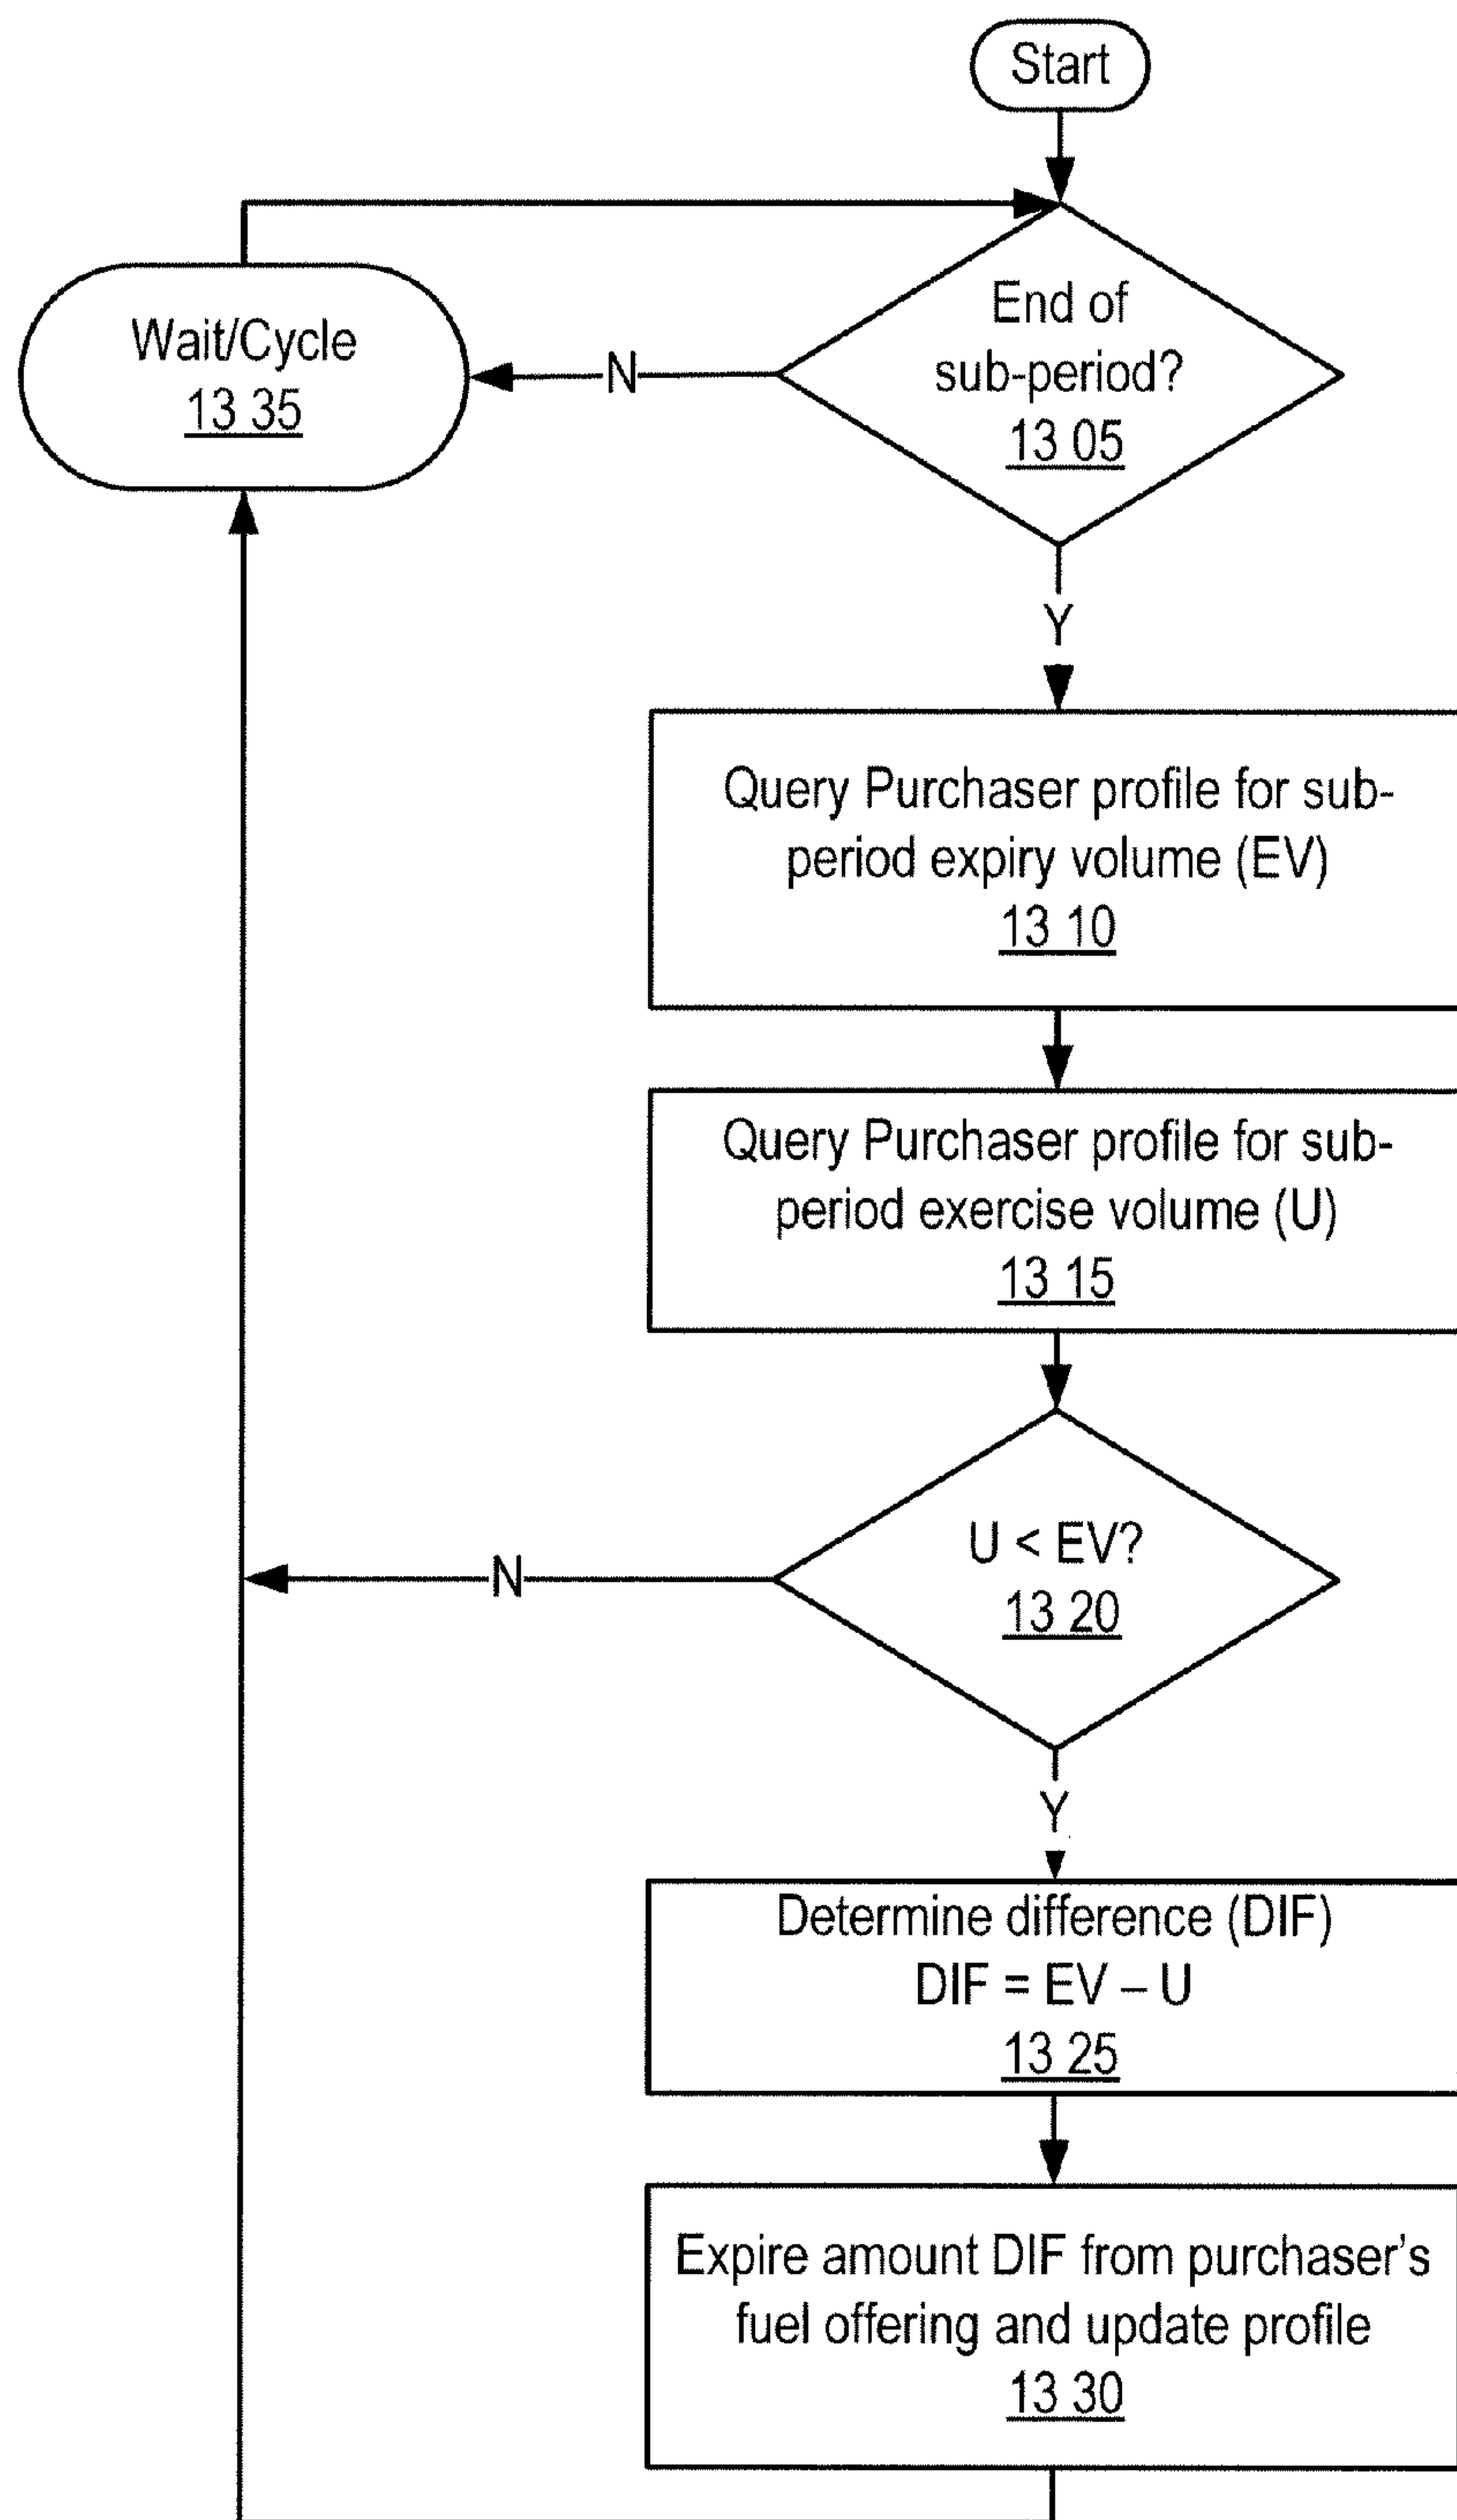 Start
End of
sub-period?
13 05
N
Wait/Cycle
13 35
Y
Query Purchaser profile for sub-
period expiry volume (EV)
13 10
Query Purchaser profile for sub-
period exercise volume (U)
13 15
U < EV?
13 20
N
Y
Determine difference (DIF)
DIF = EV – U
13 25
Expire amount DIF from purchaser's
fuel offering and update profile
13 30